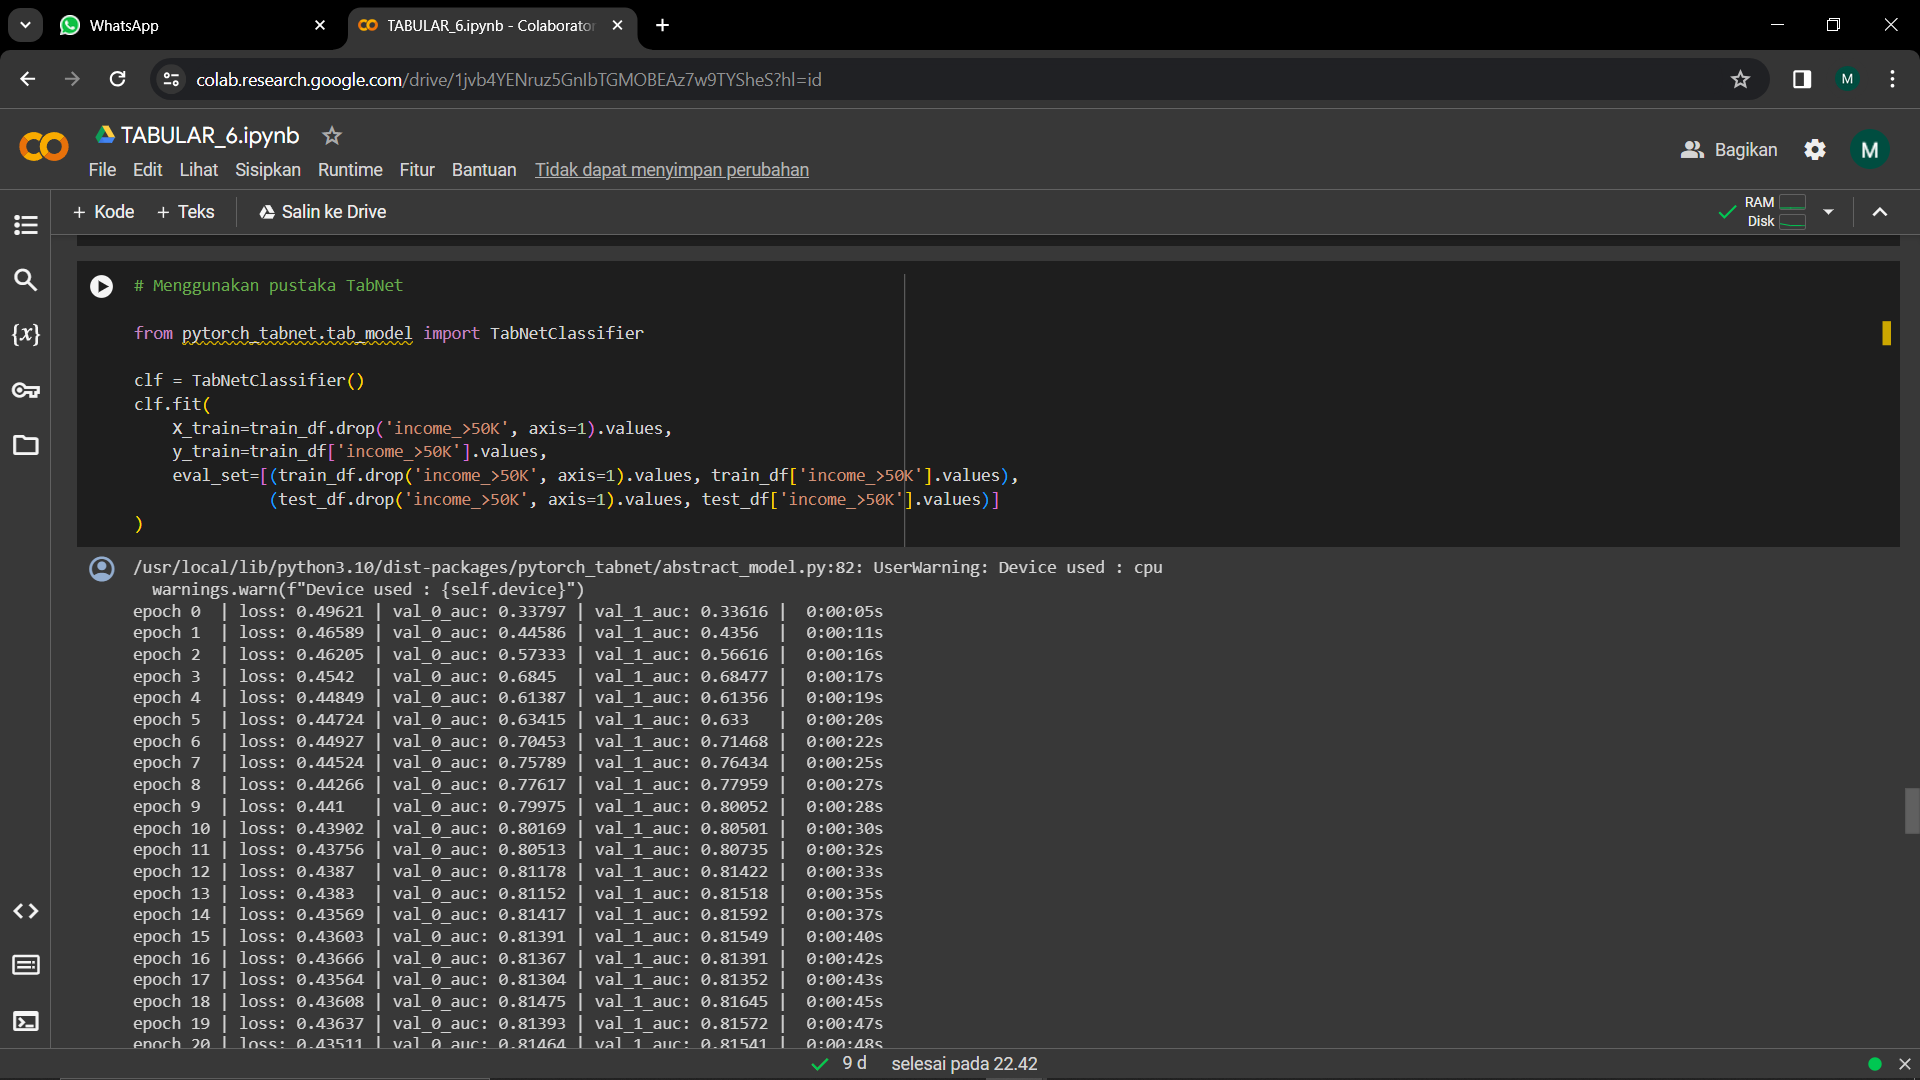 WhatsApp
TABULAR_6.ipynb - Colaborator
colab.research.google.com/drive/1jvb4YENruz5GnIbTGMOBEAz7w9TYSheS?hl=id
M
TABULAR_6.ipynb
File Edit Lihat Sisipkan Runtime Fitur Bantuan Tidak dapat menyimpan perubahan
Bagikan
M
+ Kode + Teks Salin ke Drive
RAM
Disk
{x}
# Menggunakan pustaka TabNet
from pytorch_tabnet.tab_model import TabNetClassifier
clf = TabNetClassifier()
clf.fit(
X_train=train_df.drop('income_>50K', axis=1).values,
y_train=train_df['income_>50K'].values,
eval_set=[(train_df.drop('income_>50K', axis=1).values, train_df['income_>50K'].values),
(test_df.drop('income_>50K', axis=1).values, test_df['income_>50K'].values)]
)
/usr/local/lib/python3.10/dist-packages/pytorch_tabnet/abstract_model.py:82: UserWarning: Device used : cpu
warnings.warn(f"Device used : {self.device}")
epoch 0 | loss: 0.49621 | val_0_auc: 0.33797 | val_1_auc: 0.33616 | 0:00:05s
epoch 1 | loss: 0.46589 | val_0_auc: 0.44586 | val_1_auc: 0.4356 | 0:00:11s
epoch 2 | loss: 0.46205 | val_0_auc: 0.57333 | val_1_auc: 0.56616 | 0:00:16s
epoch 3 | loss: 0.4542 | val_0_auc: 0.6845 | val_1_auc: 0.68477 | 0:00:17s
epoch 4 | loss: 0.44849 | val_0_auc: 0.61387 | val_1_auc: 0.61356 | 0:00:19s
epoch 5 | loss: 0.44724 | val_0_auc: 0.63415 | val_1_auc: 0.633 | 0:00:20s
epoch 6 | loss: 0.44927 | val_0_auc: 0.70453 | val_1_auc: 0.71468 | 0:00:22s
epoch 7 | loss: 0.44524 | val_0_auc: 0.75789 | val_1_auc: 0.76434 | 0:00:25s
epoch 8 | loss: 0.44266 | val_0_auc: 0.77617 | val_1_auc: 0.77959 | 0:00:27s
epoch 9 | loss: 0.441 | val_0_auc: 0.79975 | val_1_auc: 0.80052 | 0:00:28s
epoch 10 | loss: 0.43902 | val_0_auc: 0.80169 | val_1_auc: 0.80501 | 0:00:30s
epoch 11 | loss: 0.43756 | val_0_auc: 0.80513 | val_1_auc: 0.80735 | 0:00:32s
epoch 12 | loss: 0.4387 | val_0_auc: 0.81178 | val_1_auc: 0.81422 | 0:00:33s
epoch 13 | loss: 0.4383 | val_0_auc: 0.81152 | val_1_auc: 0.81518 | 0:00:35s
epoch 14 | loss: 0.43569 | val_0_auc: 0.81417 | val_1_auc: 0.81592 | 0:00:37s
epoch 15 | loss: 0.43603 | val_0_auc: 0.81391 | val_1_auc: 0.81549 | 0:00:40s
epoch 16 | loss: 0.43666 | val_0_auc: 0.81367 | val_1_auc: 0.81391 | 0:00:42s
epoch 17 | loss: 0.43564 | val_0_auc: 0.81304 | val_1_auc: 0.81352 | 0:00:43s
epoch 18 | loss: 0.43608 | val_0_auc: 0.81475 | val_1_auc: 0.81645 | 0:00:45s
epoch 19 | loss: 0.43637 | val_0_auc: 0.81393 | val_1_auc: 0.81572 | 0:00:47s
epoch 20 | loss: 0.43511 | val_0_auc: 0.81464 | val_1_auc: 0.81541 | 0:00:48s
9 d selesai pada 22.42